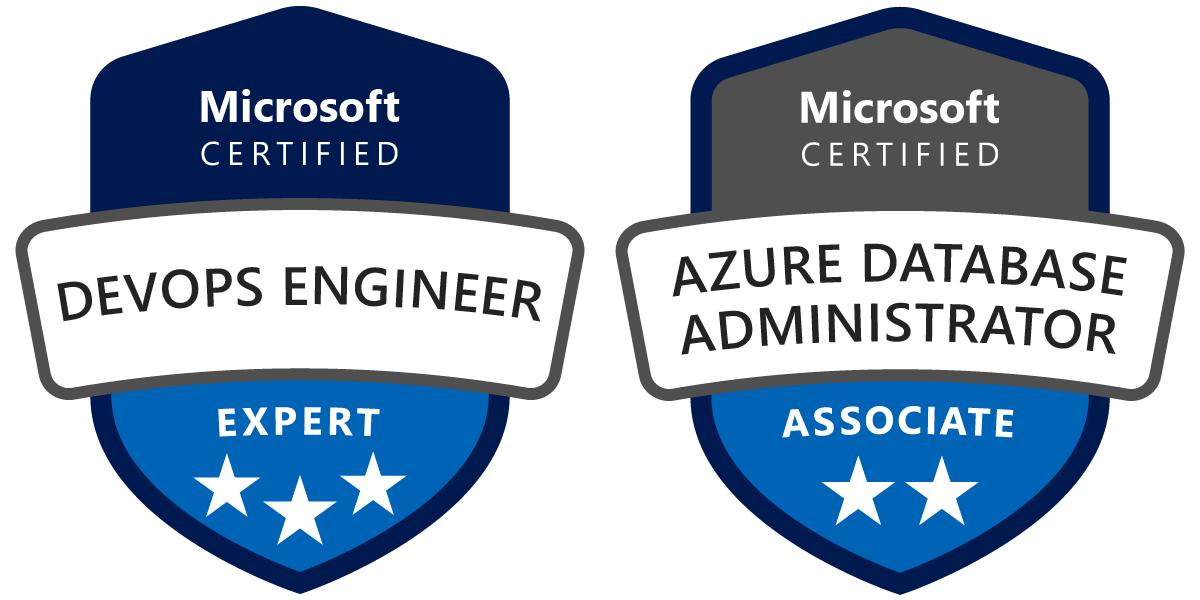 Microsoft
CERTIFIED
DEVOPS ENGINEER
EXPERT
Microsoft
CERTIFIED
AZURE DATABASE
ADMINISTRATOR
ASSOCIATE